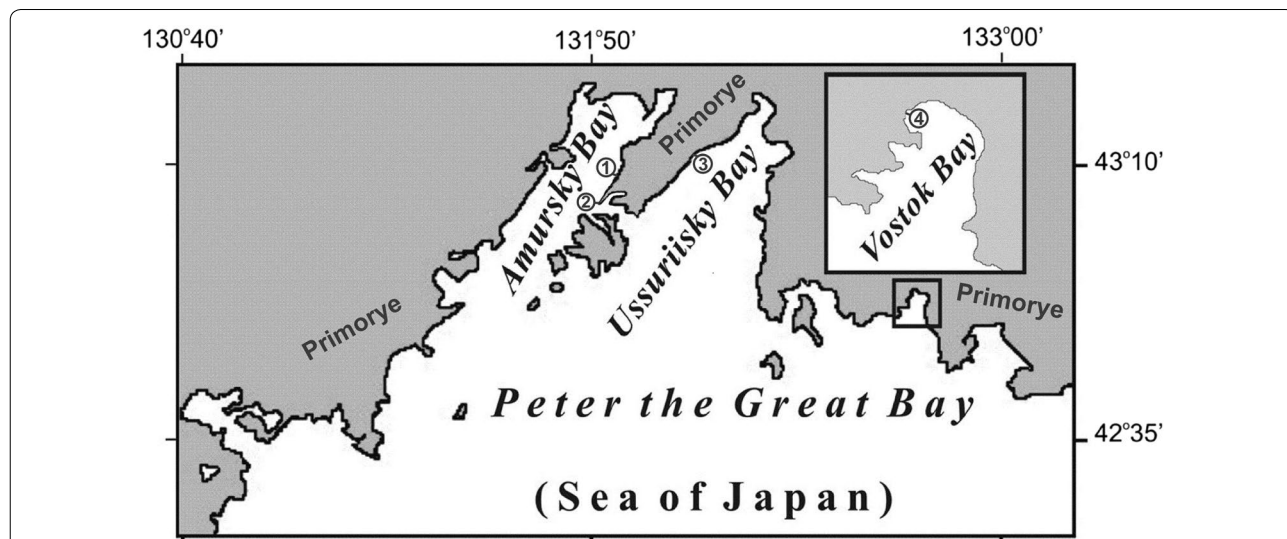 130°40’
131°50’
133°00’
Primorye
④
Amursky Bay
①
③
43°10’
Vostok Bay
②
Ussuriisky Bay
Primorye
Primorye
Peter the Great Bay
42°35’
(Sea of Japan)